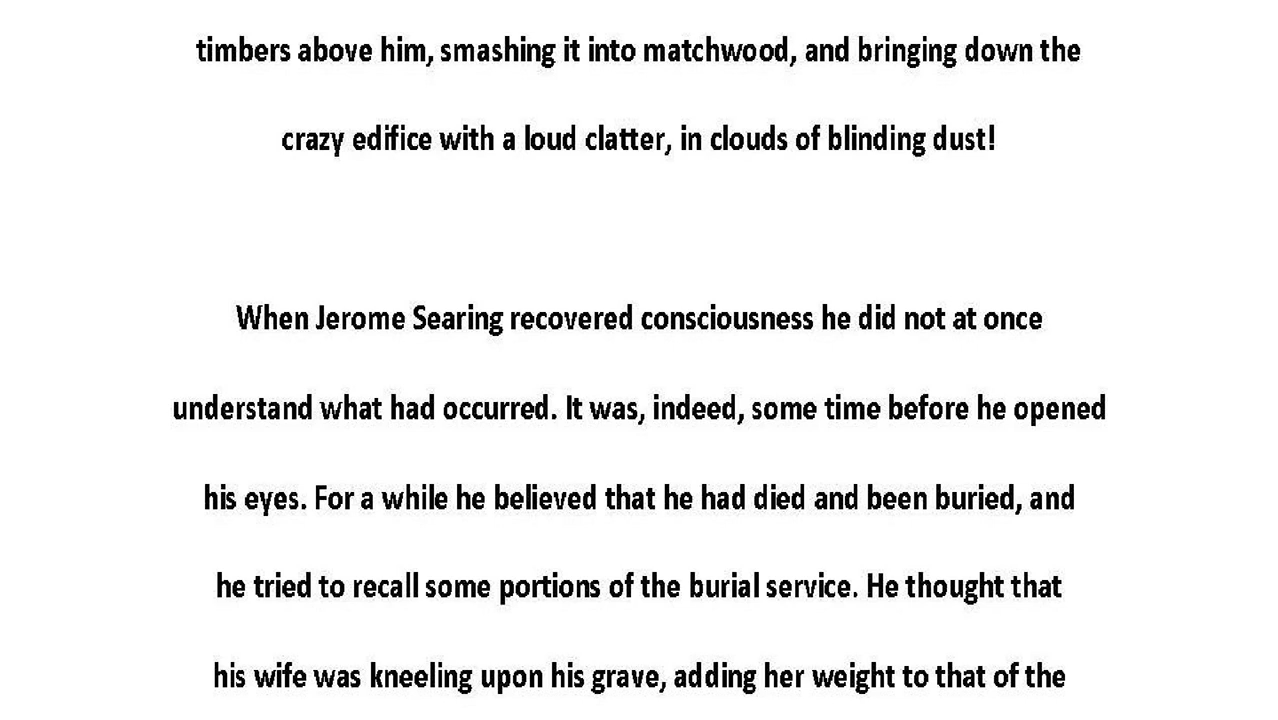 timbers above him, smashing it into matchwood, and bringing down the
crazy edifice with a loud clatter, in clouds of blinding dust!
When Jerome Searing recovered consciousness he did not at once
understand what had occurred. It was, indeed, some time before he opened
his eyes. For a while he believed that he had died and been buried, and
he tried to recall some portions of the burial service. He thought that
his wife was kneeling upon his grave, adding her weight to that of the